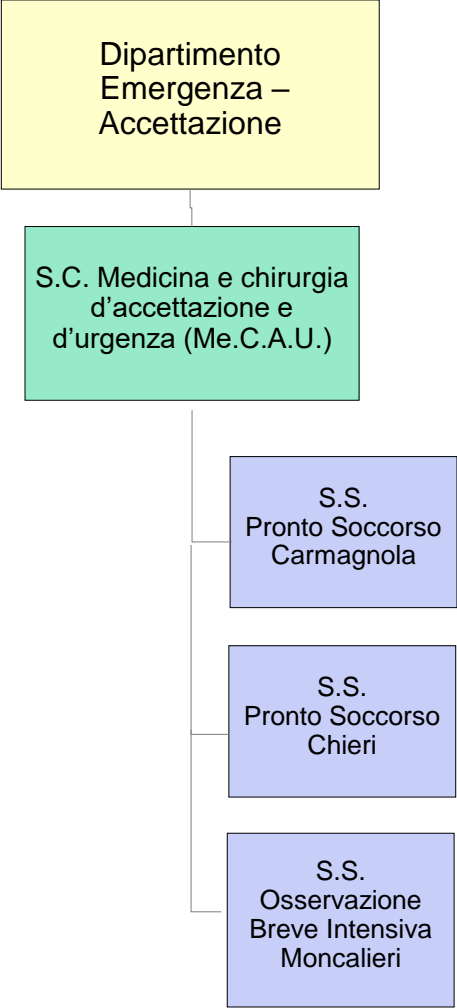 Dipartimento
Emergenza –
Accettazione
S.C. Medicina e chirurgia
d’accettazione e
d’urgenza (Me.C.A.U.)
S.S.
Pronto Soccorso
Carmagnola
S.S.
Pronto Soccorso
Chieri
S.S.
Osservazione
Breve Intensiva
Moncalieri